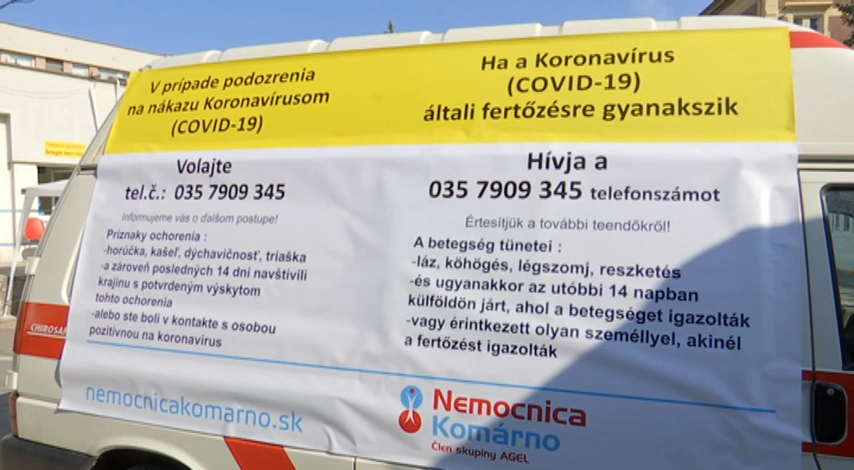 V prípade podozrenia
na nákazu Koronavírusom
(COVID-19)
Volajte
tel.č.: 035 7909 345
Informujeme vás o ďalšom postupe!
Príznaky ochorenia :
-horúčka, kašeľ, dýchavičnosť, triaška
-a zároveň posledných 14 dní navštívili
krajinu s potvrdeným výskytom
tohto ochorenia
-alebo ste boli v kontakte s osobou
pozitívnou na koronavírus
nemocnicakomarno.sk
Ha a Koronavírus
(COVID-19)
általi fertőzésre gyanakszik
Hívja a
035 7909 345 telefonszámot
Értesítjük a további teendőkről!
A betegség tünetei :
-láz, köhögés, légszomj, reszketés
-és ugyanakkor az utóbbi 14 napban
külföldön járt, ahol a betegséget igazolták
-vagy érintkezett olyan személlyel, akinél
a fertőzést igazolták
Nemocnica
Komárno
Člen skupiny AGEL